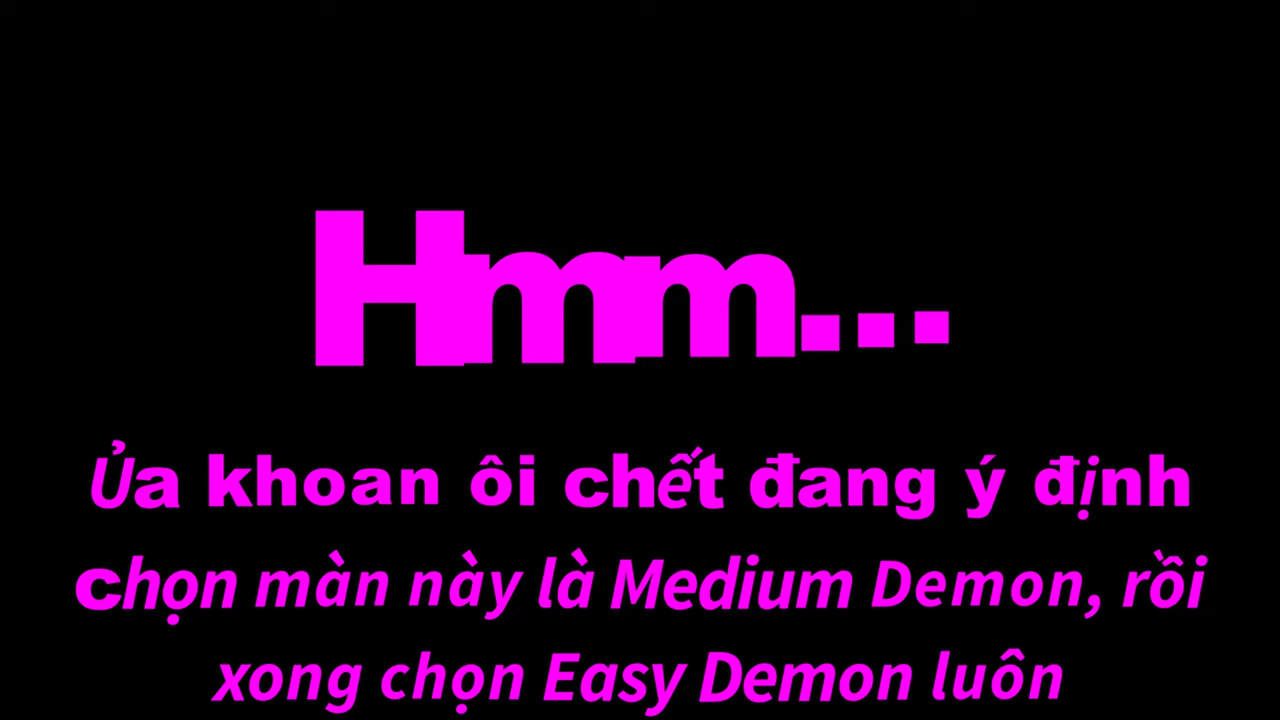 Hmm...
Ủa khoan ôi chết đang ý định
chọn màn này là Medium Demon, rồi
xong chọn Easy Demon luôn